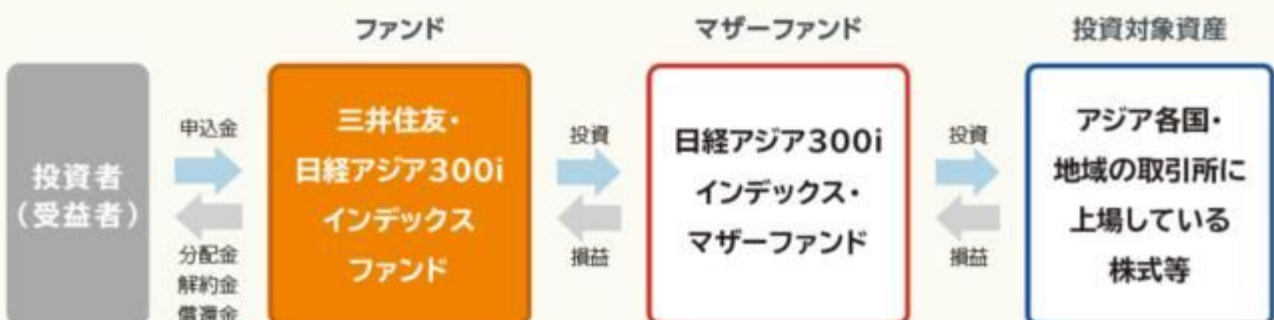 ファンド
マザーファンド
投資対象資産
投資者
（受益者）
申込金
分配金
解約金
償還金
三井住友・
日経アジア300i
インデックス
ファンド
投資
損益
日経アジア300i
インデックス・
マザーファンド
投資
損益
アジア各国・
地域の取引所に
上場している
株式等